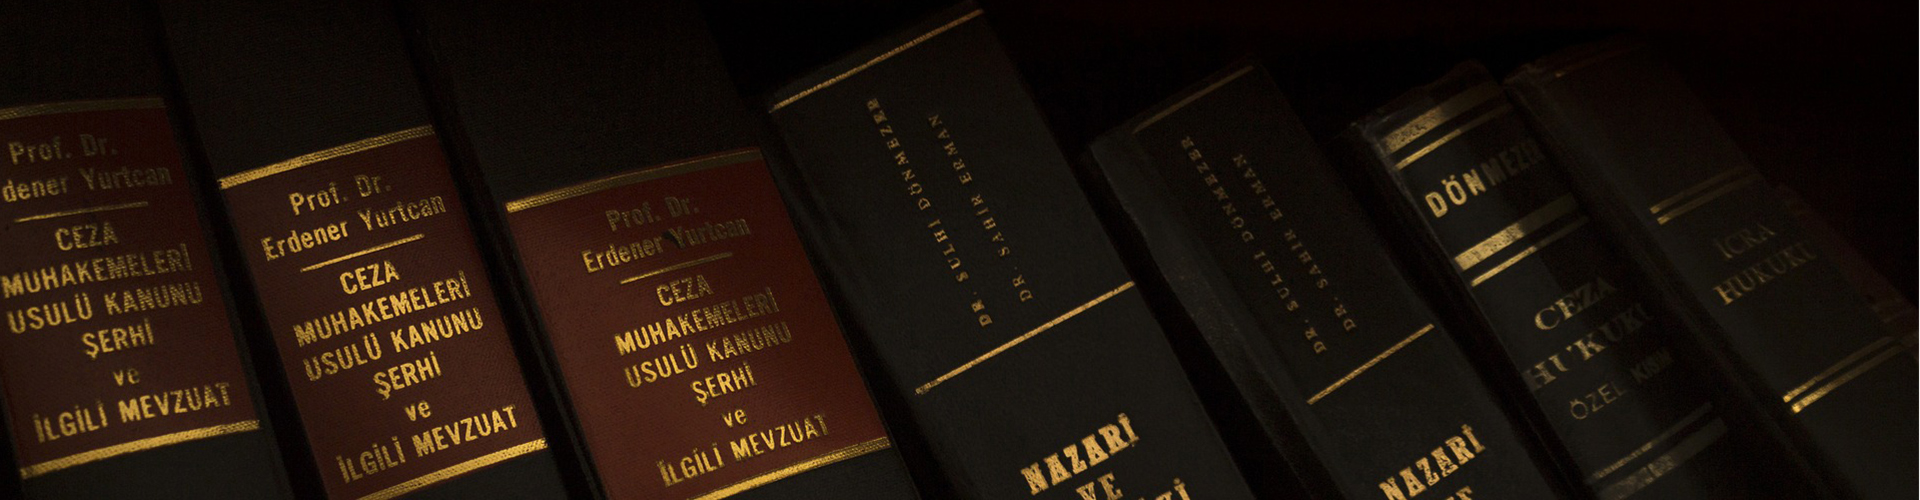 Prof. Dr.
dener Yurtcan
CEZA
MUHAKEMELERİ
USULÜ KANUNU
ŞERHİ
ve
İLGİLİ MEVZUAT
Prof. Dr.
Erdener Yurtcan
CEZA
MUHAKEMELERİ
USULÜ KANUNU
ŞERHİ
ve
İLGİLİ MEVZUAT
Prof. Dr.
Erdener Yurtcan
CEZA
MUHAKEMELERİ
USULÜ KANUNU
ŞERHİ
ve
İLGİLİ MEVZUAT
DR. SULHİ DÖNMEZER
DR. SAHİR ERMAN
NAZARİ
VE
DR. SULHİ DÖNMEZER
DR. SAHİR ERMAN
NAZARİ
VE
DÖNMEZER
CEZA
HUKUKU
ÖZEL KISIM
İCRA
HUKUKU